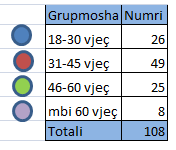 Grupmosha Numri
18-30 vjeç 26
31-45 vjeç 49
46-60 vjeç 25
mbi 60 vjeç 8
Totali 108